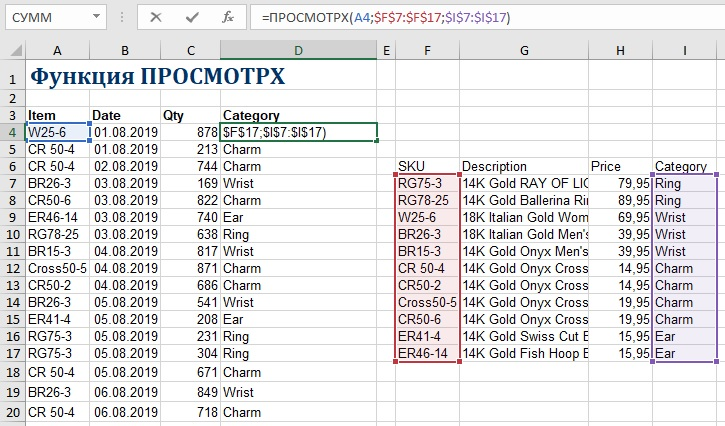 СУММ =ПРОСМОТРX(A4;$F$7:$F$17;$I$7:$I$17)
A B C D E F G H I
1 Функция ПРОСМОТРХ
2
3 Item Date Qty Category
4 W25-6 01.08.2019 878 $F$17;$I$7:$I$17)
5 CR 50-4 01.08.2019 213 Charm
6 CR 50-4 02.08.2019 744 Charm SKU Description Price Category
7 BR26-3 03.08.2019 169 Wrist RG75-3 14K Gold RAY OF LIG 79,95 Ring
8 CR50-6 03.08.2019 822 Charm RG78-25 14K Gold Ballerina Rin 89,95 Ring
9 ER46-14 03.08.2019 740 Ear W25-6 18K Italian Gold Wom 69,95 Wrist
10 RG78-25 03.08.2019 638 Ring BR26-3 18K Italian Gold Men's 39,95 Wrist
11 BR15-3 04.08.2019 817 Wrist BR15-3 14K Gold Onyx Men's 39,95 Wrist
12 Cross50-5 04.08.2019 871 Charm CR 50-4 14K Gold Onyx Cross 14,95 Charm
13 CR50-2 04.08.2019 686 Charm CR50-2 14K Gold Onyx Cross 14,95 Charm
14 BR26-3 05.08.2019 541 Wrist Cross50-5 14K Gold Onyx Cross 19,95 Charm
15 ER41-4 05.08.2019 208 Ear CR50-6 14K Gold Onyx Cross 19,95 Charm
16 RG75-3 05.08.2019 231 Ring ER41-4 14K Gold Swiss Cut E 15,95 Ear
17 RG75-3 05.08.2019 304 Ring ER46-14 14K Gold Fish Hoop E 15,95 Ear
18 CR 50-4 05.08.2019 671 Charm
19 BR26-3 06.08.2019 849 Wrist
20 CR 50-4 06.08.2019 718 Charm